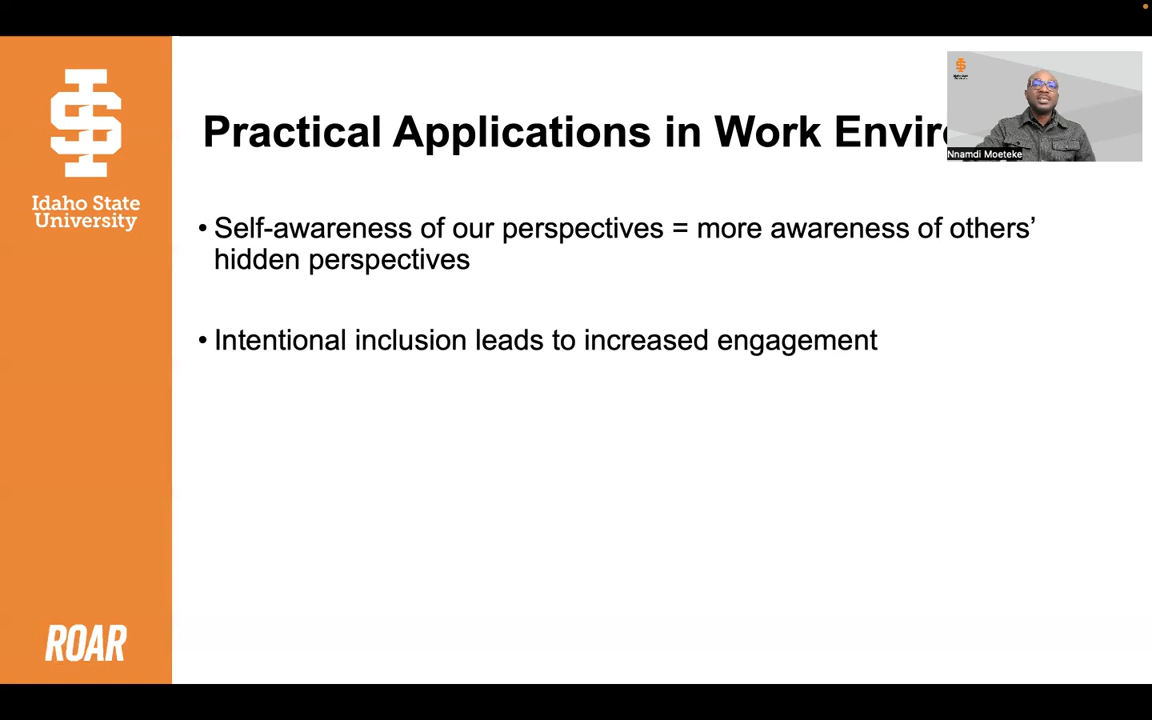 Idaho State
University
Practical Applications in Work Enviro
Nnamdi Moeteke
• Self-awareness of our perspectives = more awareness of others’
hidden perspectives
• Intentional inclusion leads to increased engagement
ROAR